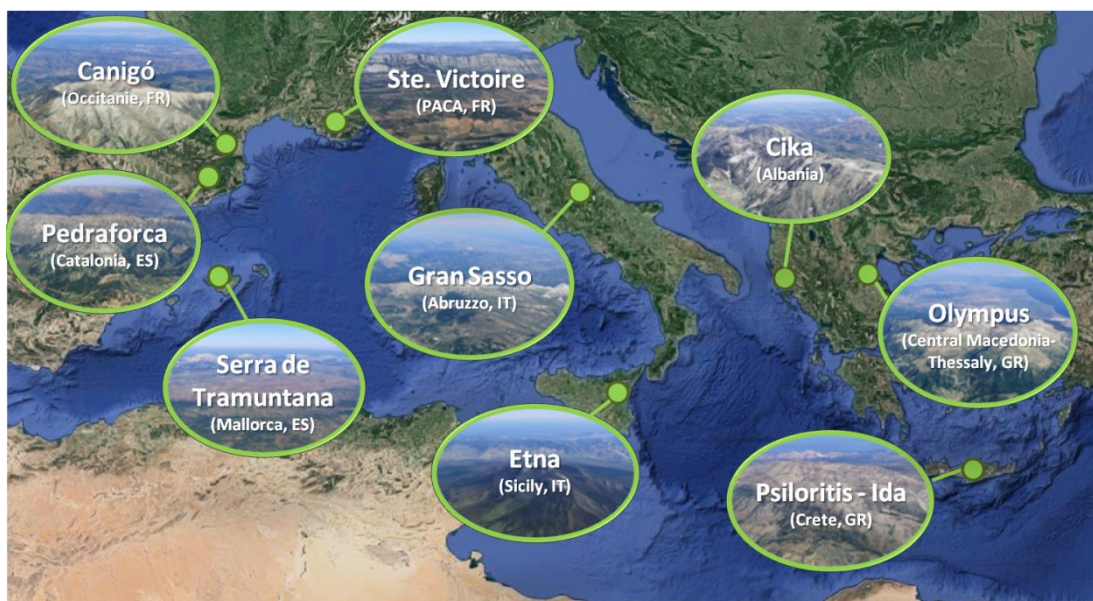 Canigó
(Occitanie, FR)
Ste. Victoire
(PACA, FR)
Cika
(Albania)
Pedraforca
(Catalonia, ES)
Gran Sasso
(Abruzzo, IT)
Olympus
(Central Macedonia-
Thessaly, GR)
Serra de
Tramuntana
(Mallorca, ES)
Etna
(Sicily, IT)
Psiloritis - Ida
(Crete, GR)